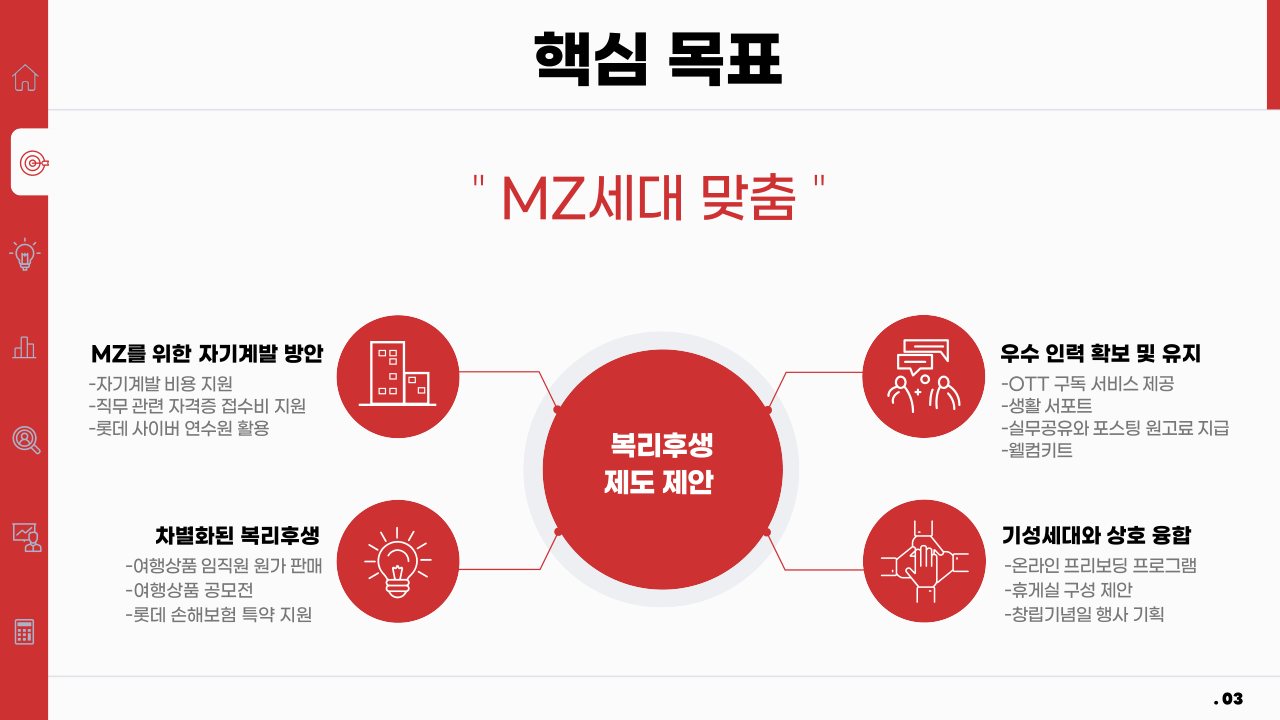 핵심 목표
" MZ세대 맞춤 "
MZ를 위한 자기계발 방안
-자기계발 비용 지원
-직무 관련 자격증 접수비 지원
-롯데 사이버 연수원 활용
차별화된 복리후생
-여행상품 임직원 원가 판매
-여행상품 공모전
-롯데 손해보험 특약 지원
복리후생
제도 제안
우수 인력 확보 및 유지
-OTT 구독 서비스 제공
-생활 서포트
-실무공유와 포스팅 원고료 지급
-웰컴키트
기성세대와 상호 융합
-온라인 프리보딩 프로그램
-휴게실 구성 제안
-창립기념일 행사 기획
. 03